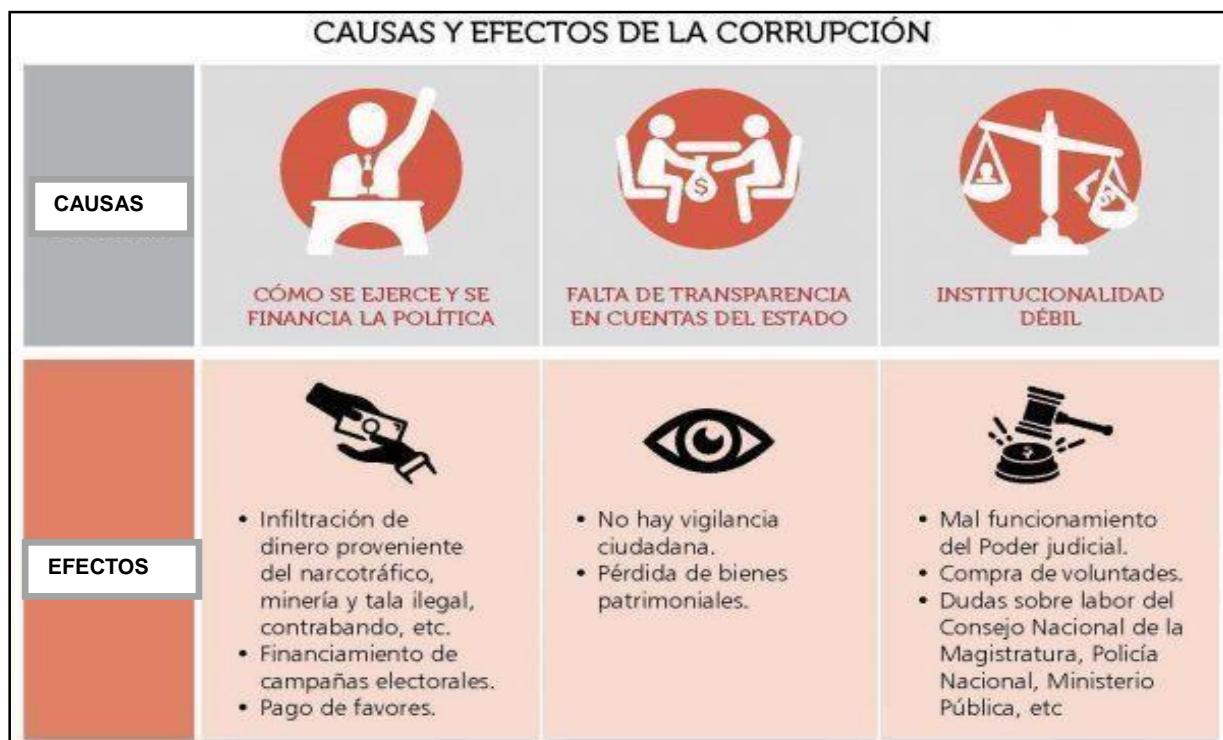 CAUSAS Y EFECTOS DE LA CORRUPCIÓN
CAUSAS
$
$
CÓMO SE EJERCE Y SE
FINANCIA LA POLÍTICA
FALTA DE TRANSPARENCIA
EN CUENTAS DEL ESTADO
INSTITUCIONALIDAD
DÉBIL
EFECTOS
• Infiltración de
dinero proveniente
del narcotráfico,
minería y tala ilegal,
contrabando, etc.
• Financiamiento de
campañas electorales.
• Pago de favores.
• No hay vigilancia
ciudadana.
• Pérdida de bienes
patrimoniales.
• Mal funcionamiento
del Poder judicial.
• Compra de voluntades.
• Dudas sobre labor del
Consejo Nacional de la
Magistratura, Policía
Nacional, Ministerio
Pública, etc